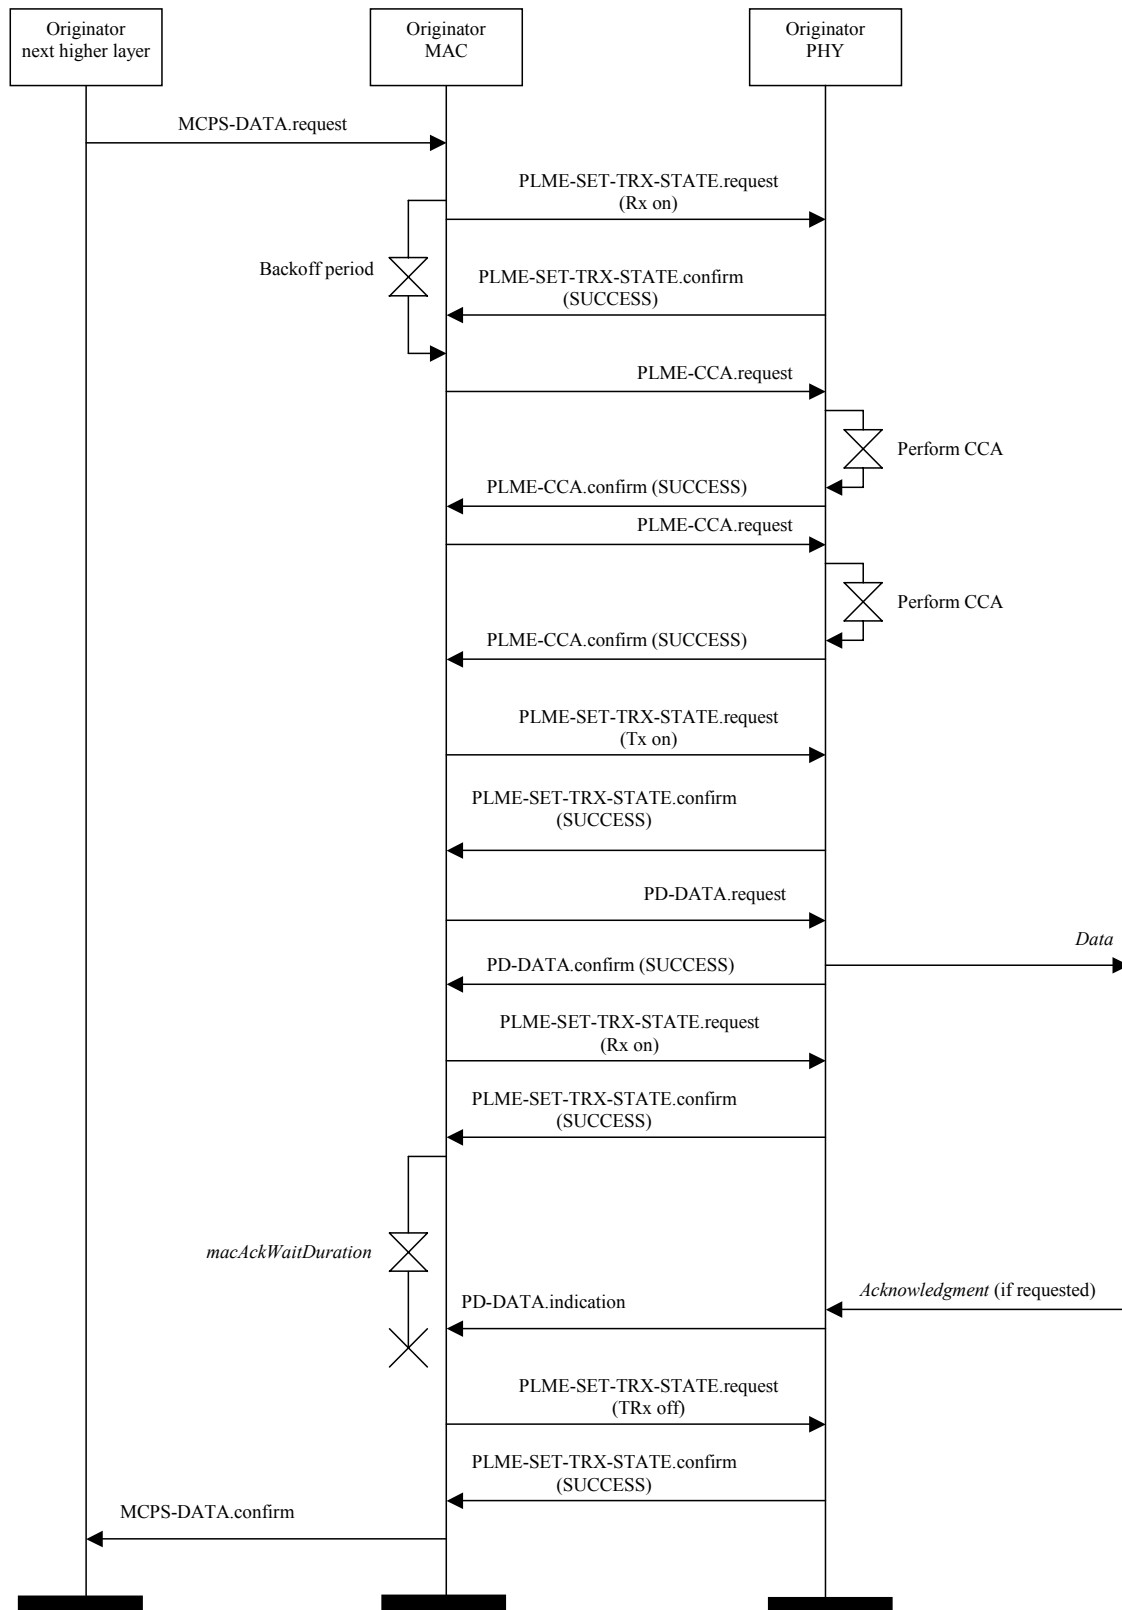 Originator
next higher layer
Originator
MAC
Originator
PHY
MCPS-DATA.request
PLME-SET-TRX-STATE.request
(Rx on)
Backoff period
PLME-SET-TRX-STATE.confirm
(SUCCESS)
PLME-CCA.request
Perform CCA
PLME-CCA.confirm (SUCCESS)
PLME-CCA.request
Perform CCA
PLME-CCA.confirm (SUCCESS)
PLME-SET-TRX-STATE.request
(Tx on)
PLME-SET-TRX-STATE.confirm
(SUCCESS)
PD-DATA.request
Data
PD-DATA.confirm (SUCCESS)
PLME-SET-TRX-STATE.request
(Rx on)
PLME-SET-TRX-STATE.confirm
(SUCCESS)
macAckWaitDuration
Acknowledgment (if requested)
PD-DATA.indication
PLME-SET-TRX-STATE.request
(TRx off)
PLME-SET-TRX-STATE.confirm
(SUCCESS)
MCPS-DATA.confirm